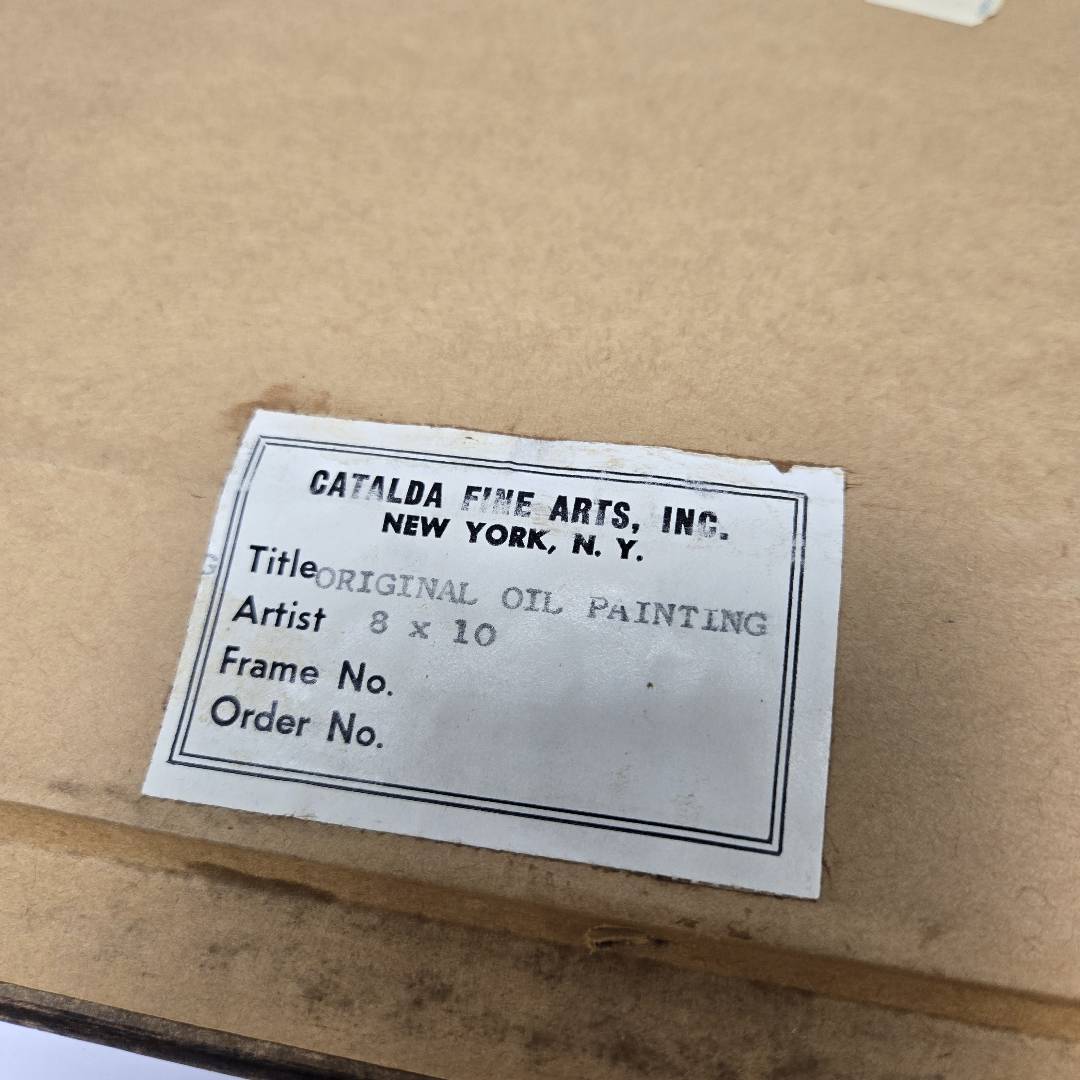 CATALDA FINE ARTS, INC.
NEW YORK, N. Y.
Title ORIGINAL OIL PAINTING
Artist 8 x 10
Frame No.
Order No.